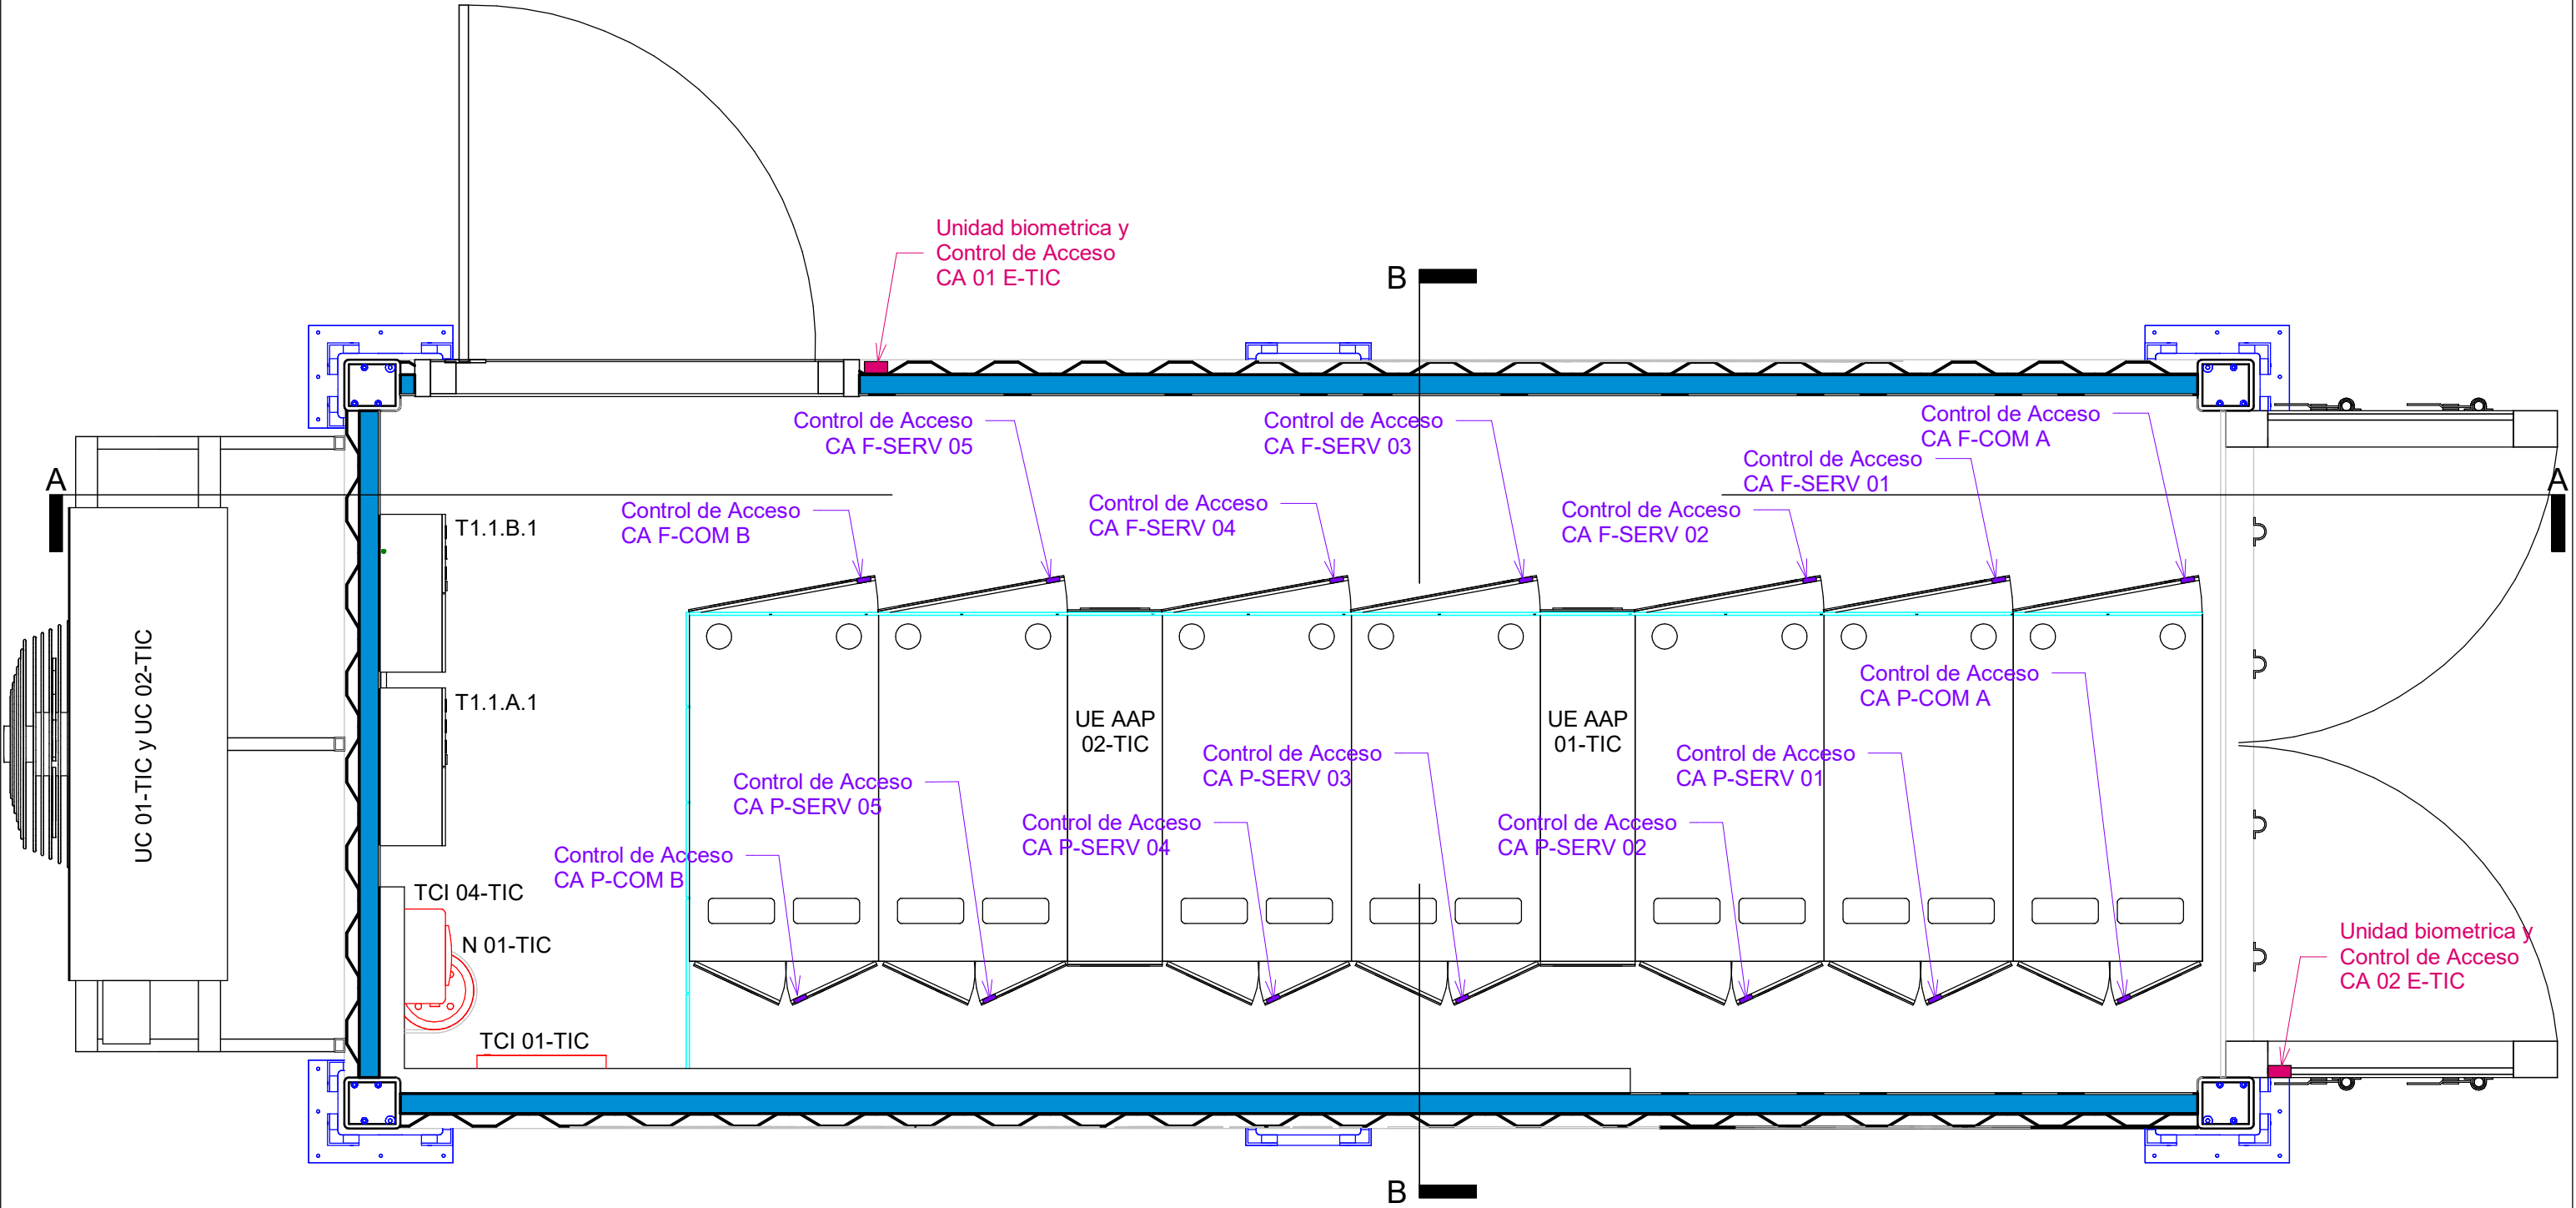 Unidad biometrica y
Control de Acceso
CA 01 E-TIC
B
Control de Acceso
CA F-SERV 05
Control de Acceso
CA F-SERV 03
Control de Acceso
CA F-COM A
Control de Acceso
CA F-SERV 01
A
A
Control de Acceso
CA F-COM B
Control de Acceso
CA F-SERV 04
Control de Acceso
CA F-SERV 02
T1.1.B.1
UC 01-TIC y UC 02-TIC
T1.1.A.1
UE AAP
02-TIC
UE AAP
01-TIC
Control de Acceso
CA P-COM A
Control de Acceso
CA P-SERV 03
Control de Acceso
CA P-SERV 01
Control de Acceso
CA P-SERV 05
Control de Acceso
CA P-SERV 04
Control de Acceso
CA P-SERV 02
Control de Acceso
CA P-COM B
TCI 04-TIC
N 01-TIC
Unidad biometrica y
Control de Acceso
CA 02 E-TIC
TCI 01-TIC
B